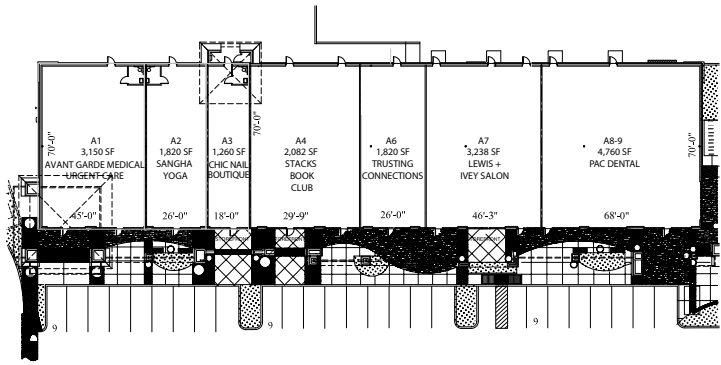 A1
3,150 SF
AVANT GARDE MEDICAL
URGENT CARE
70'-0"
45'-0"
A2
1,820 SF
SANGHA
YOGA
26'-0"
A3
1,260 SF
CHIC NAIL
BOUTIQUE
18'-0"
70'-0"
A4
2,082 SF
STACKS
BOOK
CLUB
29'-9"
A6
1,820 SF
TRUSTING
CONNECTIONS
26'-0"
A7
3,238 SF
LEWIS +
IVEY SALON
46'-3"
A8-9
4,760 SF
PAC DENTAL
70'-0"
68'-0"
STOREFRONT
STOREFRONT
STOREFRONT
9
9
9